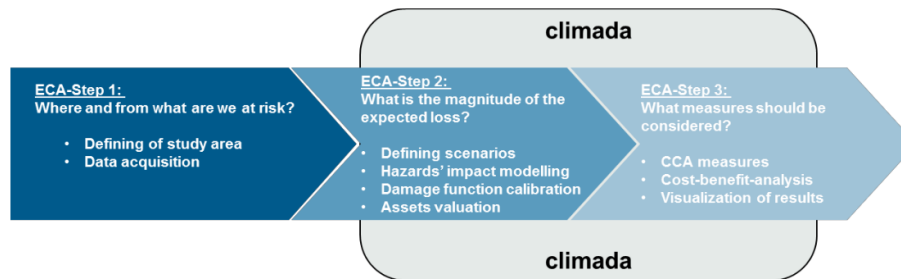 climada
ECA-Step 1:
Where and from what are we at risk?
• Defining of study area
• Data acquisition
ECA-Step 2:
What is the magnitude of the
expected loss?
• Defining scenarios
• Hazards' impact modelling
• Damage function calibration
• Assets valuation
ECA-Step 3:
What measures should be
considered?
• CCA measures
• Cost-benefit-analysis
• Visualization of results
climada